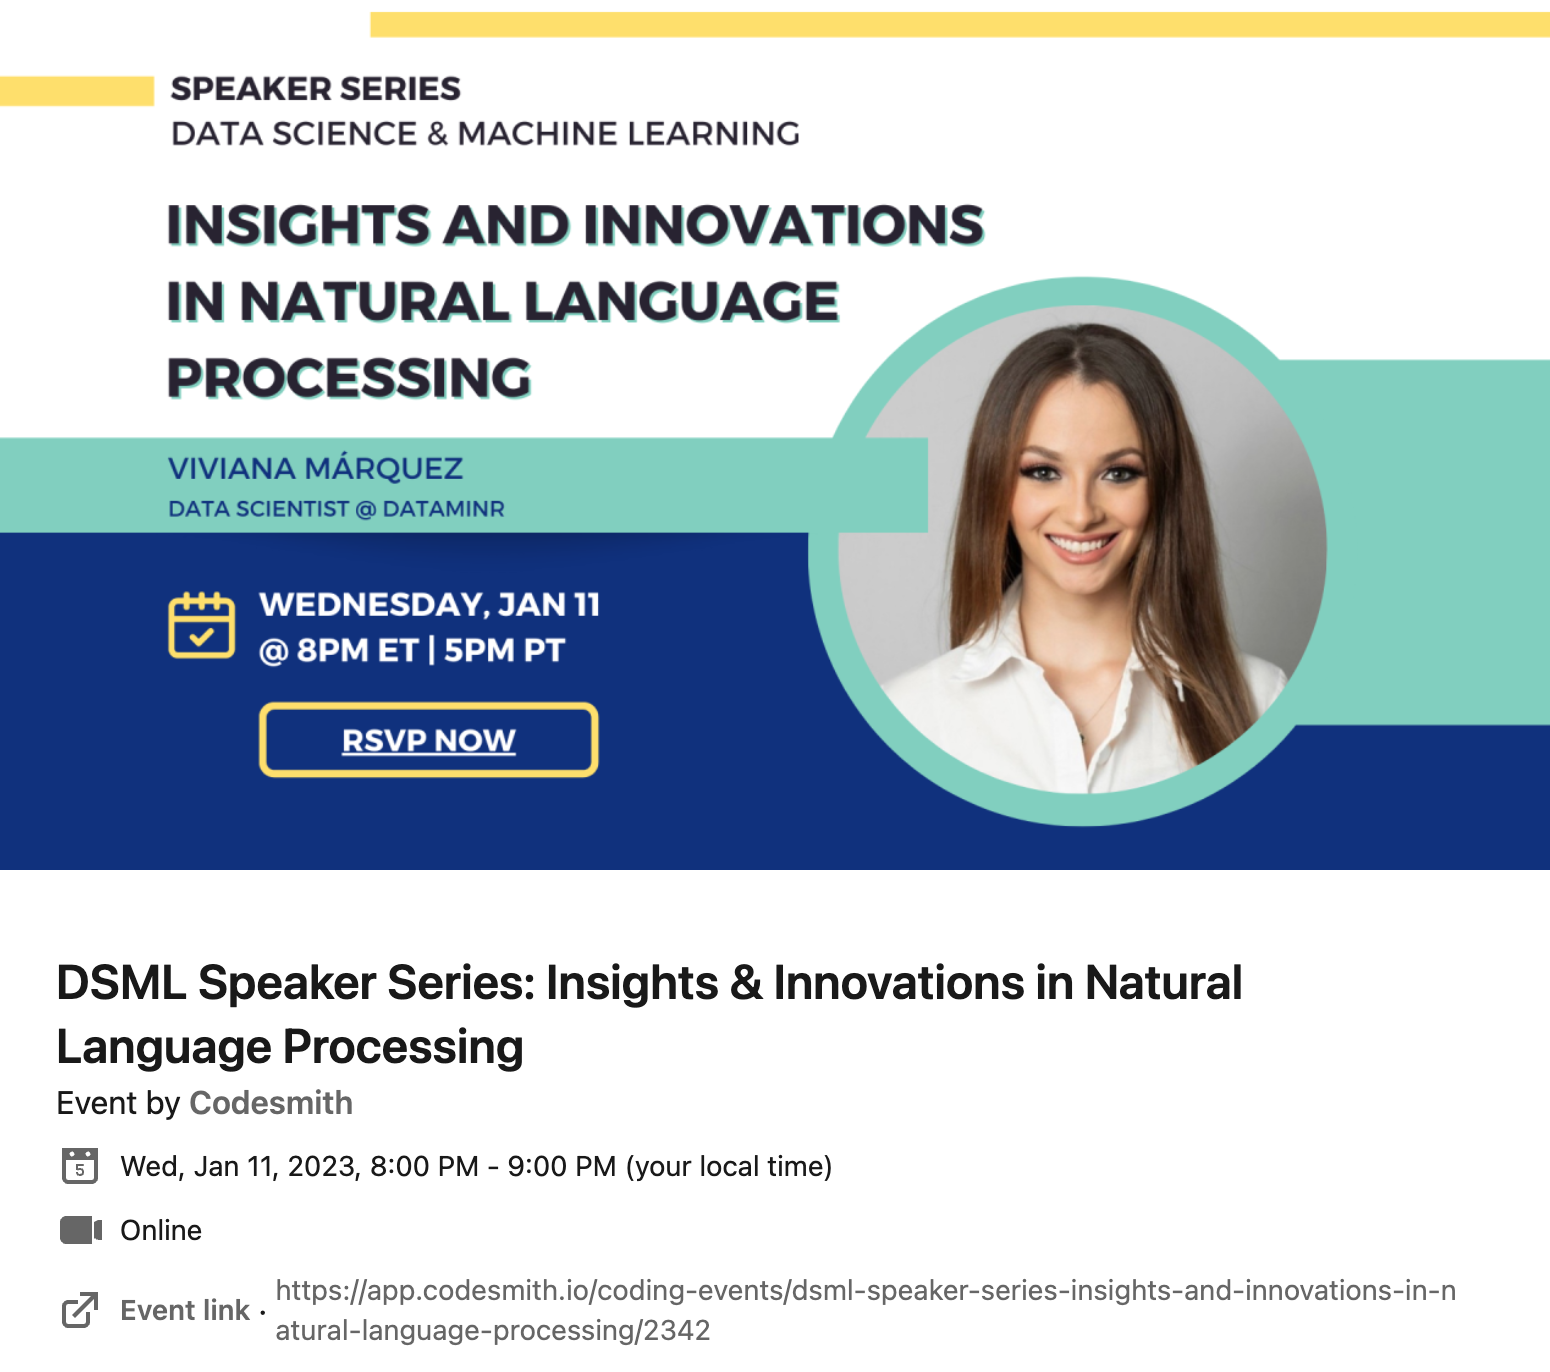 SPEAKER SERIES
DATA SCIENCE & MACHINE LEARNING
INSIGHTS AND INNOVATIONS
IN NATURAL LANGUAGE
PROCESSING
VIVIANA MÁRQUEZ
DATA SCIENTIST @ DATAMINR
WEDNESDAY, JAN 11
@ 8PM ET | 5PM PT
RSVP NOW
DSML Speaker Series: Insights & Innovations in Natural
Language Processing
Event by Codesmith
5
Wed, Jan 11, 2023, 8:00 PM - 9:00 PM (your local time)
Online
Event link ·
https://app.codesmith.io/coding-events/dsml-speaker-series-insights-and-innovations-in-n
atural-language-processing/2342